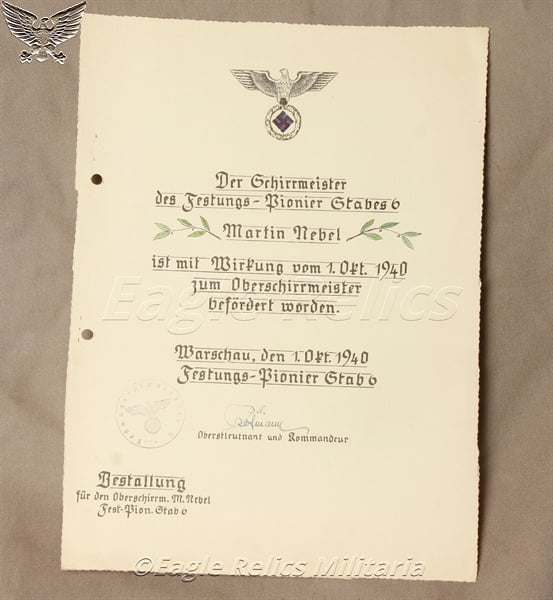 Der Schirrmeister
des Festungs-Pionier Stabes 6
Martin Nebel
ist mit Wirkung vom 1. Okt. 1940
zum Oberschirrmeister
befördert worden.
Eagle Relics
Warschau, den 1. Okt. 1940
Festungs-Pionier Stab 6
Oberstleutnant und Kommandeur
Bestallung
für den Oberschirrm. M. Nebel
Fest-Pion. Stab 6
©Eagle Relics Militaria